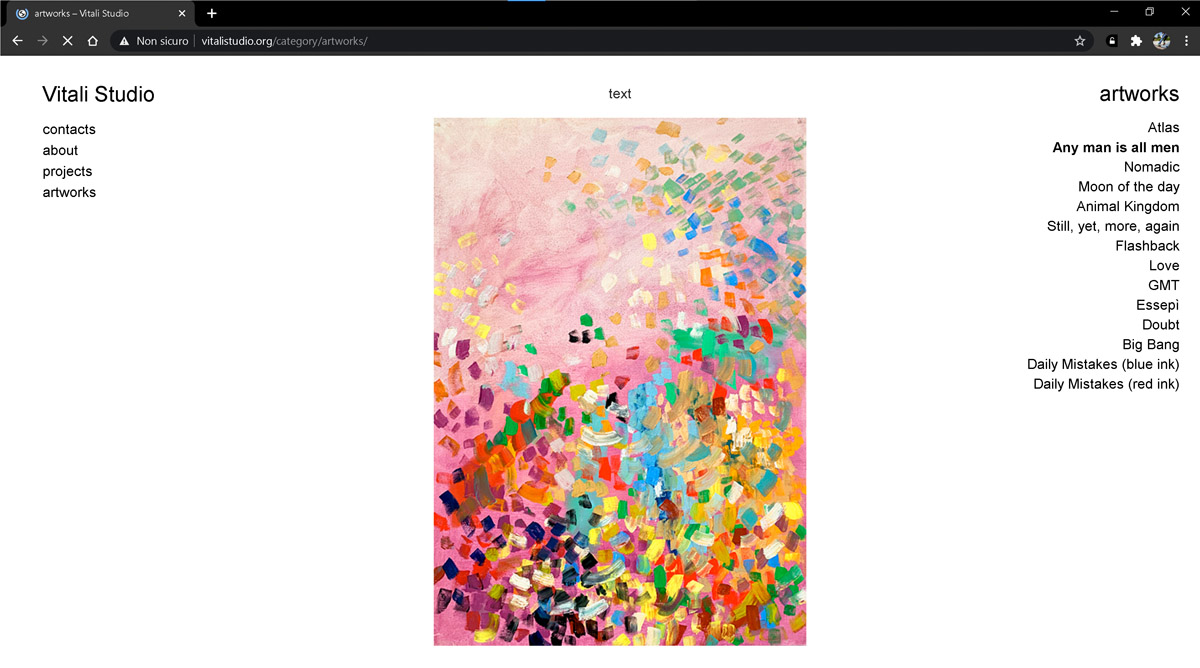 artworks – Vitali Studio
Non sicuro
vitalistudio.org/category/artworks/
Vitali Studio
contacts
about
projects
artworks
text
artworks
Atlas
Any man is all men
Nomadic
Moon of the day
Animal Kingdom
Still, yet, more, again
Flashback
Love
GMT
Essepì
Doubt
Big Bang
Daily Mistakes (blue ink)
Daily Mistakes (red ink)